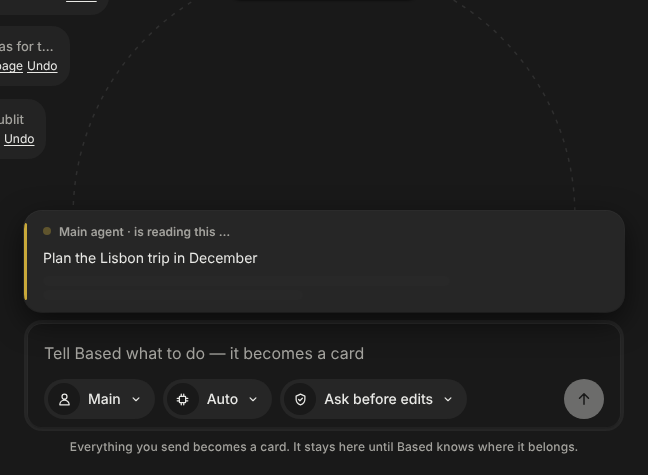 as for t...
page Undo
ublit
Undo
Main agent · is reading this ...
Plan the Lisbon trip in December
Tell Based what to do — it becomes a card
Main
Auto
Ask before edits
Everything you send becomes a card. It stays here until Based knows where it belongs.